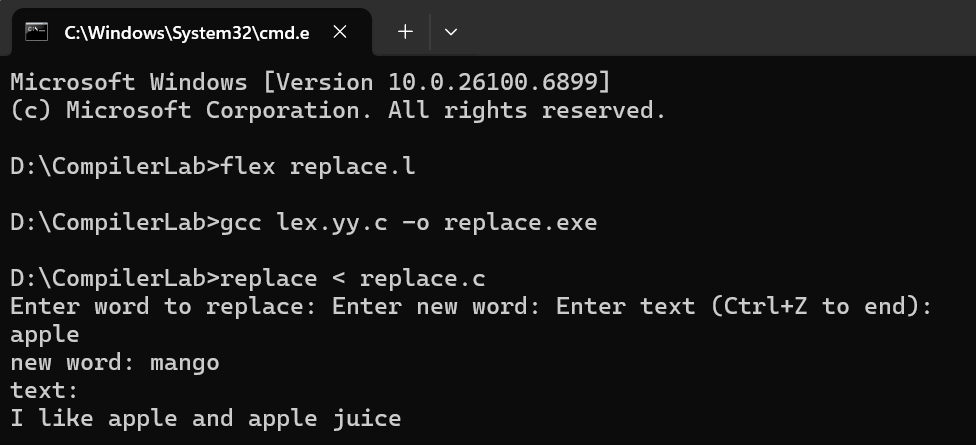 C:\Windows\System32\cmd.e
Microsoft Windows [Version 10.0.26100.6899]
(c) Microsoft Corporation. All rights reserved.
D:\CompilerLab>flex replace.l
D:\CompilerLab>gcc lex.yy.c -o replace.exe
D:\CompilerLab>replace < replace.c
Enter word to replace: Enter new word: Enter text (Ctrl+Z to end):
apple
new word: mango
text:
I like apple and apple juice